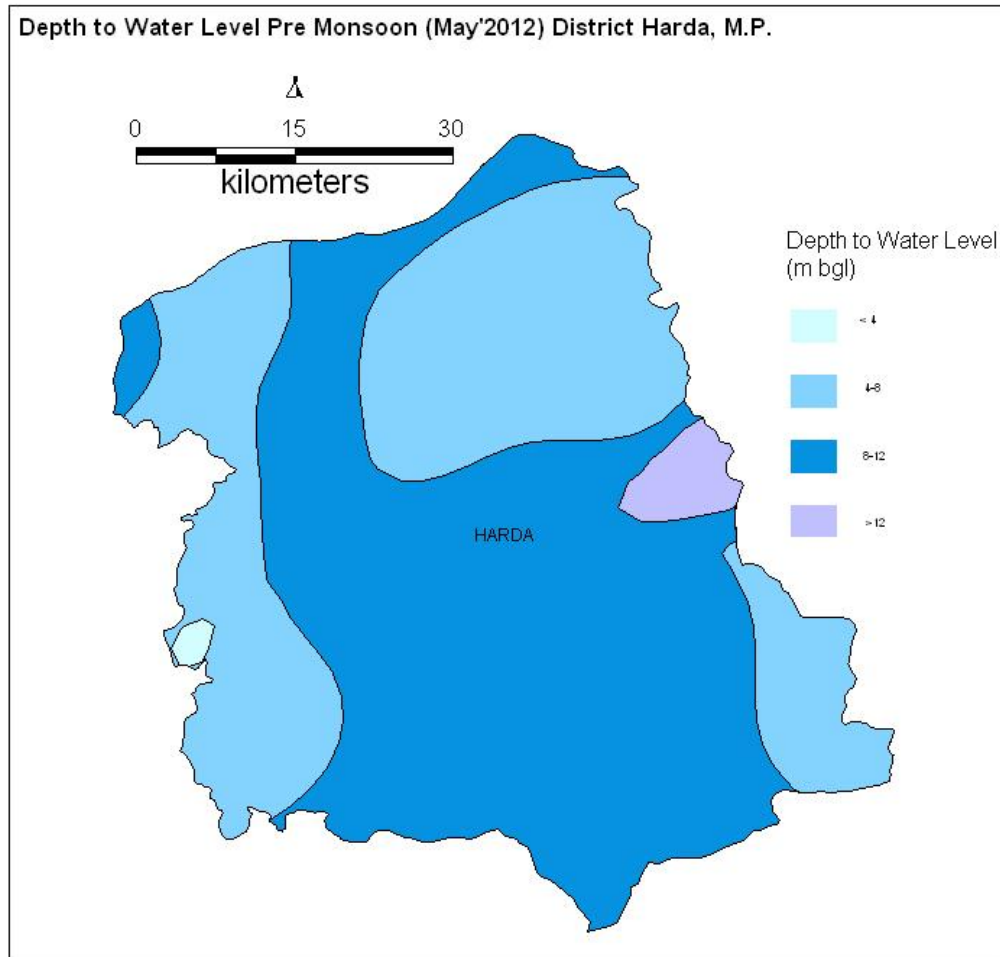 Depth to Water Level Pre Monsoon (May'2012) District Harda, M.P.
0 15 30
kilometers
Depth to Water Level
(m bgl)
< 4
4-8
8-12
> 12
HARDA